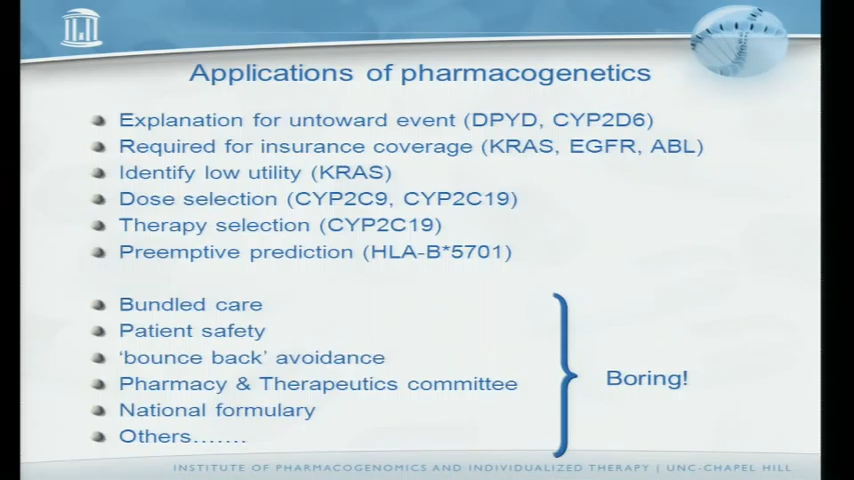 Applications of pharmacogenetics
Explanation for untoward event (DPYD, CYP2D6)
Required for insurance coverage (KRAS, EGFR, ABL)
Identify low utility (KRAS)
Dose selection (CYP2C9, CYP2C19)
Therapy selection (CYP2C19)
Preemptive prediction (HLA-B*5701)
Bundled care
Patient safety
‘bounce back’ avoidance
Pharmacy & Therapeutics committee
National formulary
Others.......
Boring!
INSTITUTE OF PHARMACOGENOMICS AND INDIVIDUALIZED THERAPY | UNC-CHAPEL HILL